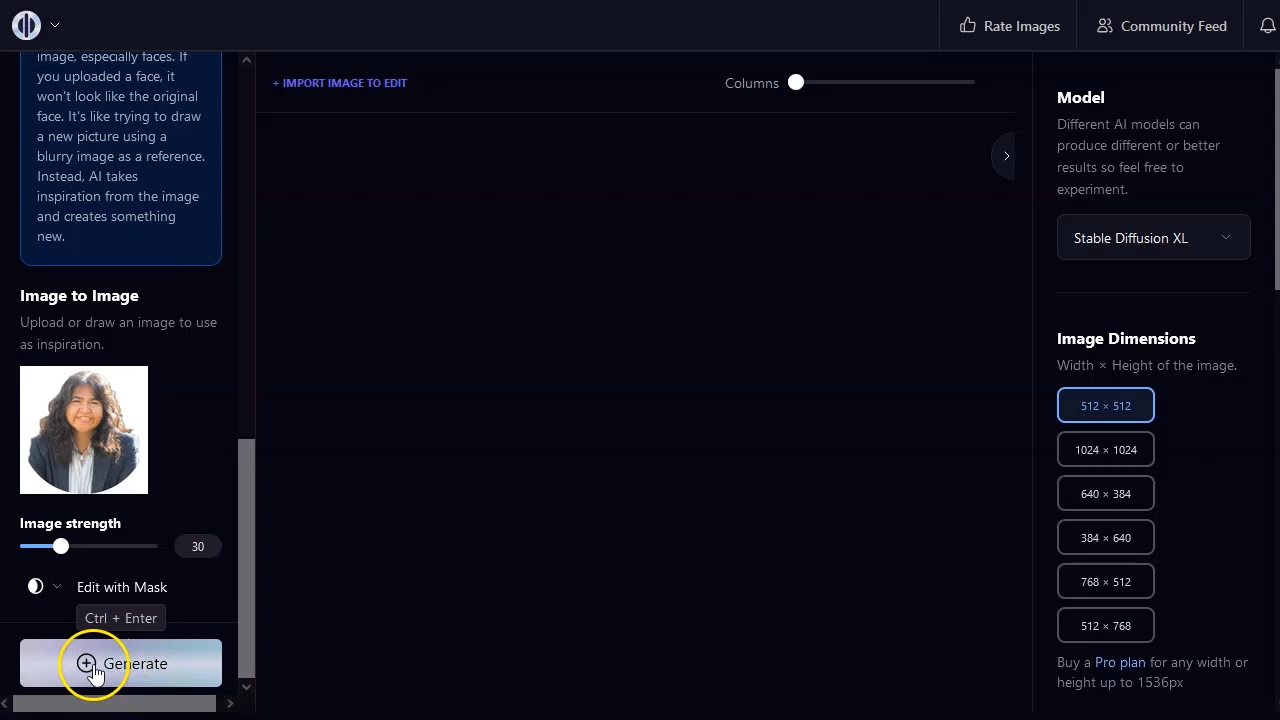 Rate Images
Community Feed
image, especially faces. If
you uploaded a face, it
won't look like the original
face. It's like trying to draw
a new picture using a
blurry image as a reference.
Instead, AI takes
inspiration from the image
and creates something
new.
Image to Image
Upload or draw an image to use
as inspiration.
Image strength
30
Edit with Mask
Ctrl + Enter
Generate
+ IMPORT IMAGE TO EDIT
Columns
Model
Different AI models can
produce different or better
results so feel free to
experiment.
Stable Diffusion XL
Image Dimensions
Width × Height of the image.
512 × 512
1024 × 1024
640 × 384
384 × 640
768 × 512
512 × 768
Buy a Pro plan for any width or
height up to 1536px